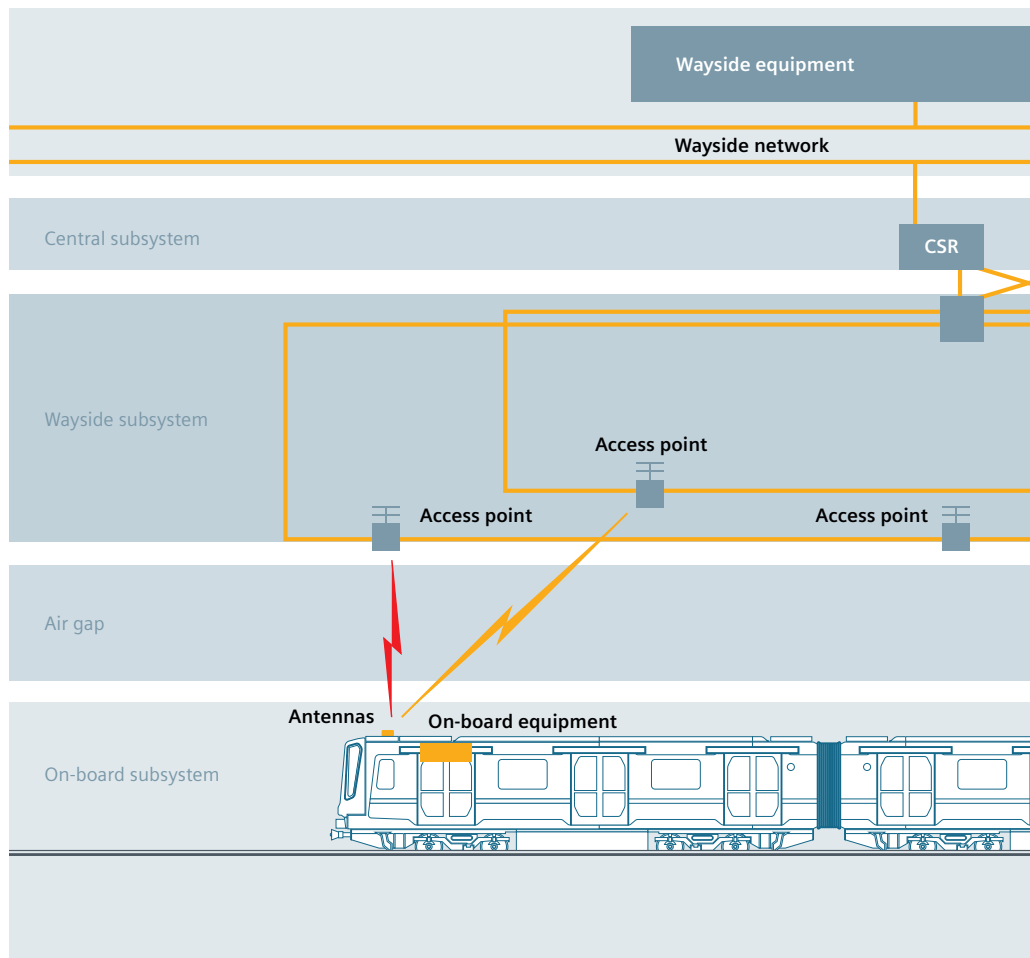 Wayside equipment
Wayside network
Central subsystem
CSR
Wayside subsystem
Access point
Access point
Access point
Air gap
Antennas
On-board equipment
On-board subsystem